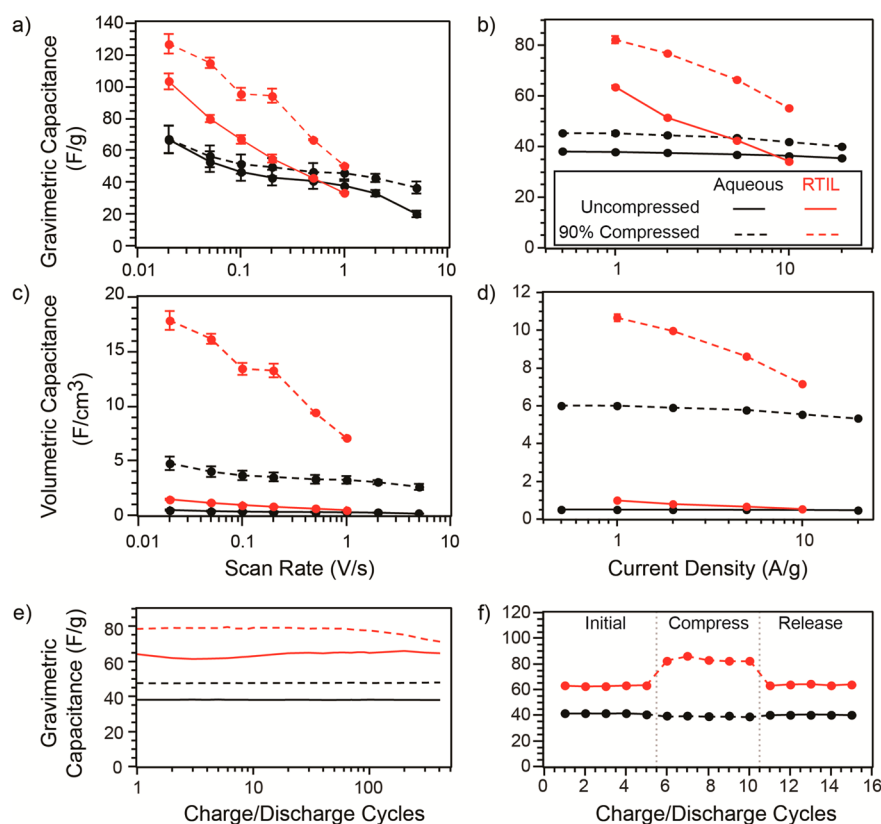 a)
Gravimetric Capacitance
(F/g)
140
120
100
80
60
40
20
0
0.01
0.1
1
10
b)
80
60
40
20
0
1
10
Aqueous
RTIL
Uncompressed
90% Compressed
c)
Volumetric Capacitance
(F/cm3)
20
15
10
5
0
0.01
0.1
1
10
Scan Rate (V/s)
d)
12
10
8
6
4
2
0
1
10
Current Density (A/g)
e)
Gravimetric
Capacitance (F/g)
80
60
40
20
0
1
10
100
Charge/Discharge Cycles
f)
120
100
80
60
40
20
0
Initial
Compress
Release
0
2
4
6
8
10
12
14
16
Charge/Discharge Cycles